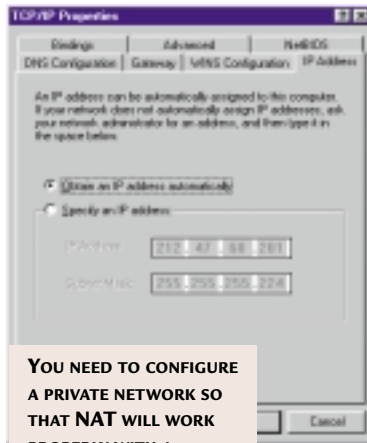 TCP/IP Properties
Bindings Advanced NetBIOS
DNS Configuration Gateway WINS Configuration IP Address
An IP address can be automatically assigned to this computer.
If your network does not automatically assign IP addresses, ask
your network administrator for an address, and then type it in
the space below.
Obtain an IP address automatically
Specify an IP address:
IP Address:
Subnet Mask: 255 . 255 . 255 . 224
YOU NEED TO CONFIGURE
A PRIVATE NETWORK SO
THAT NAT WILL WORK
Cancel